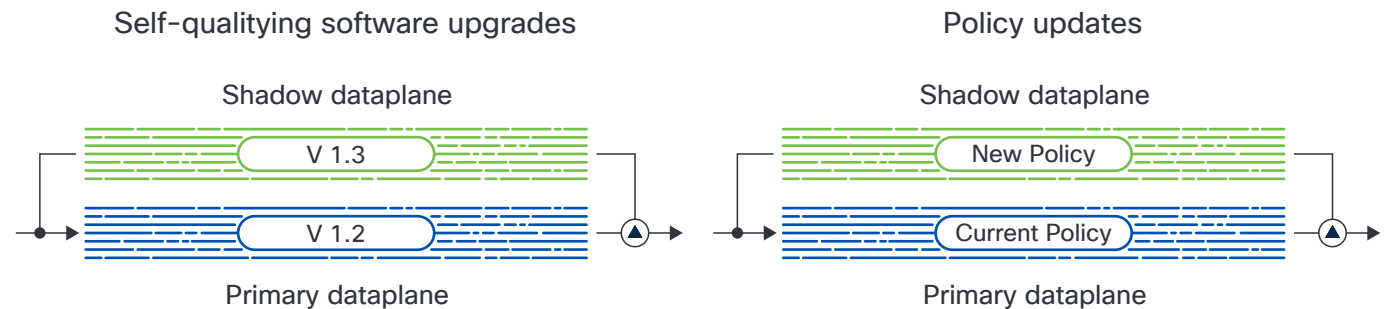 Self-qualitying software upgrades
Shadow dataplane
V 1.3
V 1.2
Primary dataplane
Policy updates
Shadow dataplane
New Policy
Current Policy
Primary dataplane